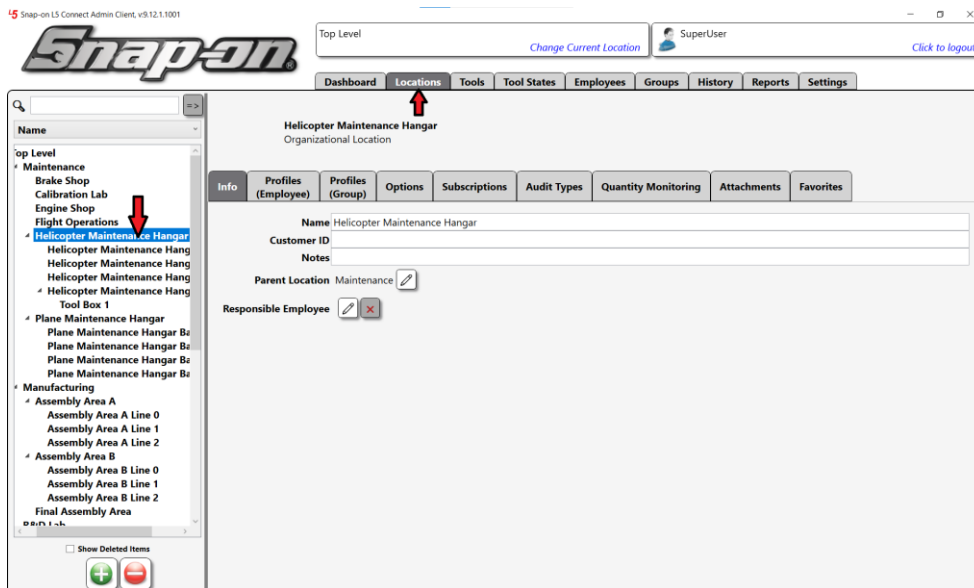 L5 Snap-on L5 Connect Admin Client, v:9.12.1.1001
Snap-on
Top Level
Change Current Location
SuperUser
Click to logout
Dashboard Locations Tools Tool States Employees Groups History Reports Settings
=>
Name
Top Level
Maintenance
Brake Shop
Calibration Lab
Engine Shop
Flight Operations
Helicopter Maintenance Hangar
Helicopter Maintenance Hang
Helicopter Maintenance Hang
Helicopter Maintenance Hang
Helicopter Maintenance Hang
Tool Box 1
Plane Maintenance Hangar
Plane Maintenance Hangar Ba
Plane Maintenance Hangar Ba
Plane Maintenance Hangar Ba
Plane Maintenance Hangar Ba
Manufacturing
Assembly Area A
Assembly Area A Line 0
Assembly Area A Line 1
Assembly Area A Line 2
Assembly Area B
Assembly Area B Line 0
Assembly Area B Line 1
Assembly Area B Line 2
Final Assembly Area
R&D Lab
Show Deleted Items
Helicopter Maintenance Hangar
Organizational Location
Info Profiles (Employee) Profiles (Group) Options Subscriptions Audit Types Quantity Monitoring Attachments Favorites
Name Helicopter Maintenance Hangar
Customer ID
Notes
Parent Location Maintenance
Responsible Employee